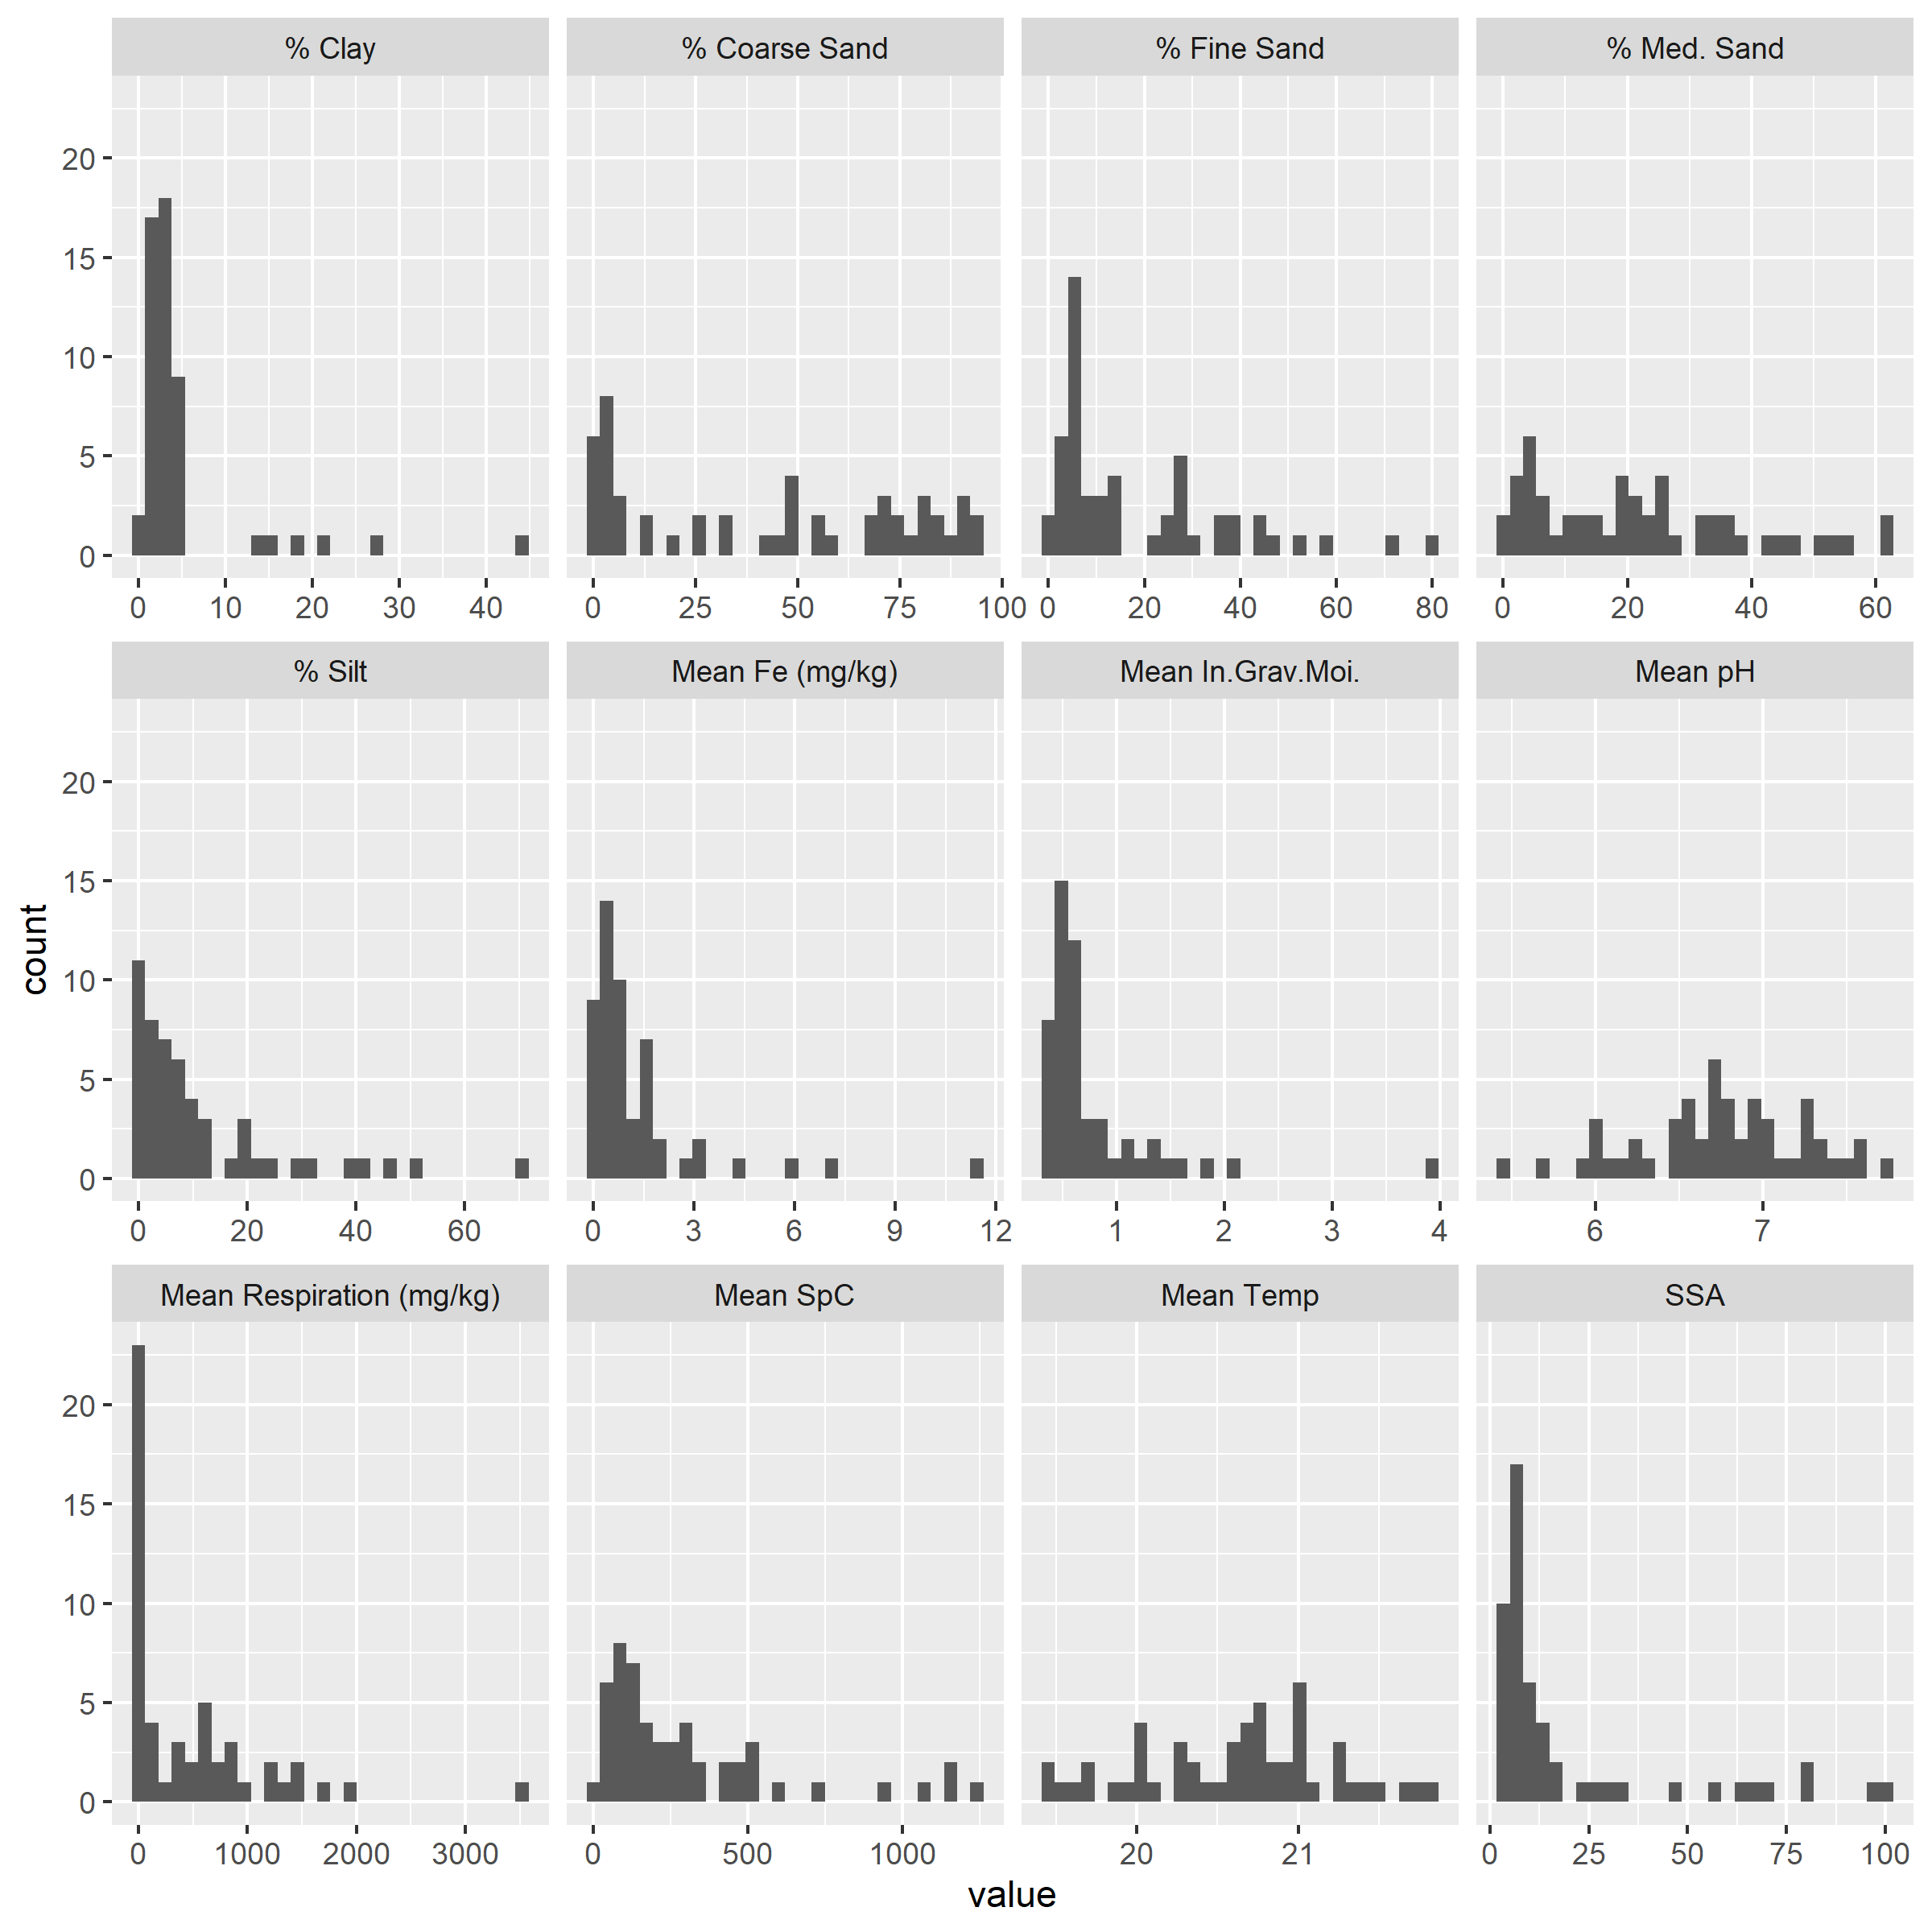 % Clay % Coarse Sand % Fine Sand % Med. Sand
20
15
10
5
0
0 10 20 30 40 0 25 50 75 100 0 20 40 60 80 0 20 40 60
% Silt Mean Fe (mg/kg) Mean In.Grav.Moi. Mean pH
20
15
count
10
5
0
0 20 40 60 0 3 6 9 12 1 2 3 4 6 7
Mean Respiration (mg/kg) Mean SpC Mean Temp SSA
20
15
10
5
0
0 1000 2000 3000 0 500 1000 20 21 0 25 50 75 100
value